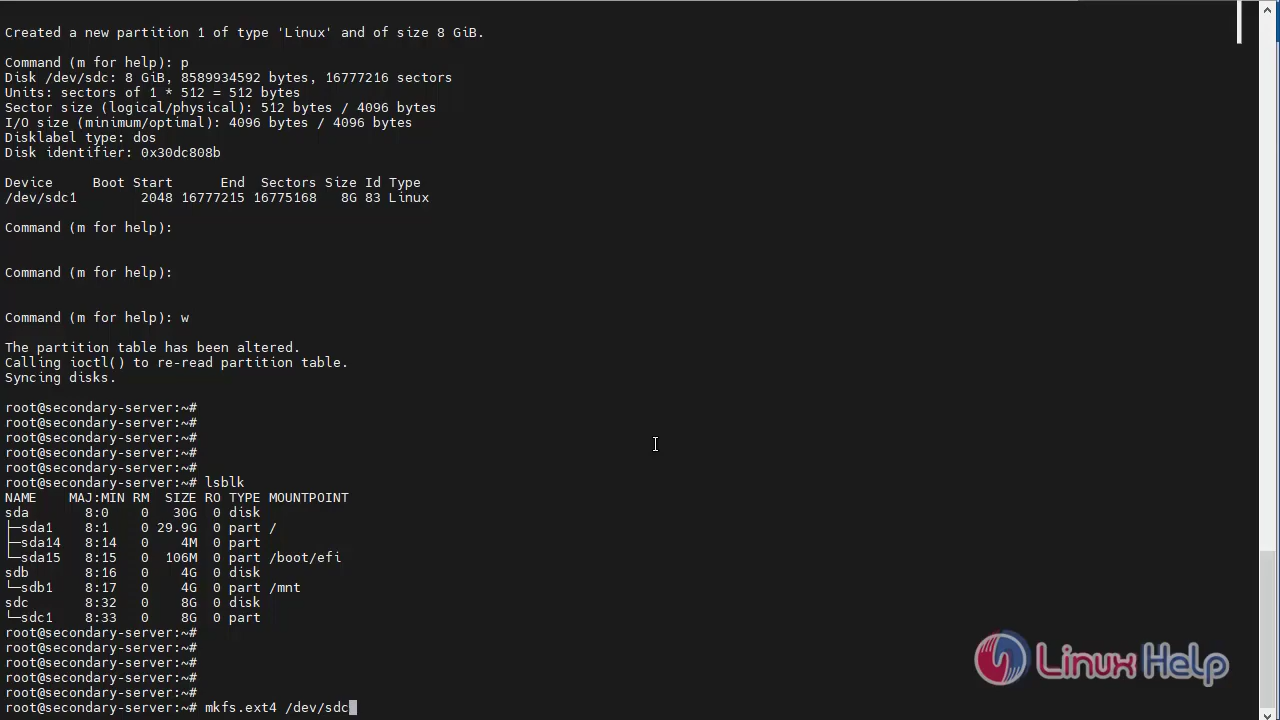 Created a new partition 1 of type 'Linux' and of size 8 GiB.
Command (m for help): p
Disk /dev/sdc: 8 GiB, 8589934592 bytes, 16777216 sectors
Units: sectors of 1 * 512 = 512 bytes
Sector size (logical/physical): 512 bytes / 4096 bytes
I/O size (minimum/optimal): 4096 bytes / 4096 bytes
Disklabel type: dos
Disk identifier: 0x30dc808b
Device     Boot Start      End  Sectors Size Id Type
/dev/sdc1        2048 16777215 16775168   8G 83 Linux
Command (m for help):
Command (m for help):
Command (m for help): w
The partition table has been altered.
Calling ioctl() to re-read partition table.
Syncing disks.
root@secondary-server:~#
root@secondary-server:~#
root@secondary-server:~#
root@secondary-server:~#
root@secondary-server:~#
root@secondary-server:~# lsblk
NAME    MAJ:MIN RM  SIZE RO TYPE MOUNTPOINT
sda       8:0    0   30G  0 disk
├─sda1    8:1    0 29.9G  0 part /
├─sda14   8:14   0    4M  0 part
└─sda15   8:15   0  106M  0 part /boot/efi
sdb       8:16   0    4G  0 disk
└─sdb1    8:17   0    4G  0 part /mnt
sdc       8:32   0    8G  0 disk
└─sdc1    8:33   0    8G  0 part
root@secondary-server:~#
root@secondary-server:~#
root@secondary-server:~#
root@secondary-server:~#
root@secondary-server:~#
root@secondary-server:~# mkfs.ext4 /dev/sdc
Linux Help